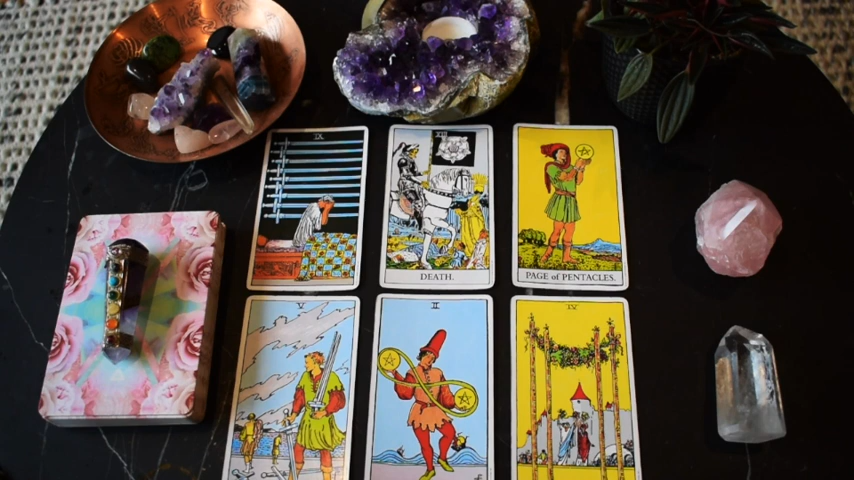 IX
XIII
DEATH.
PAGE of PENTACLES.
V
II
IV